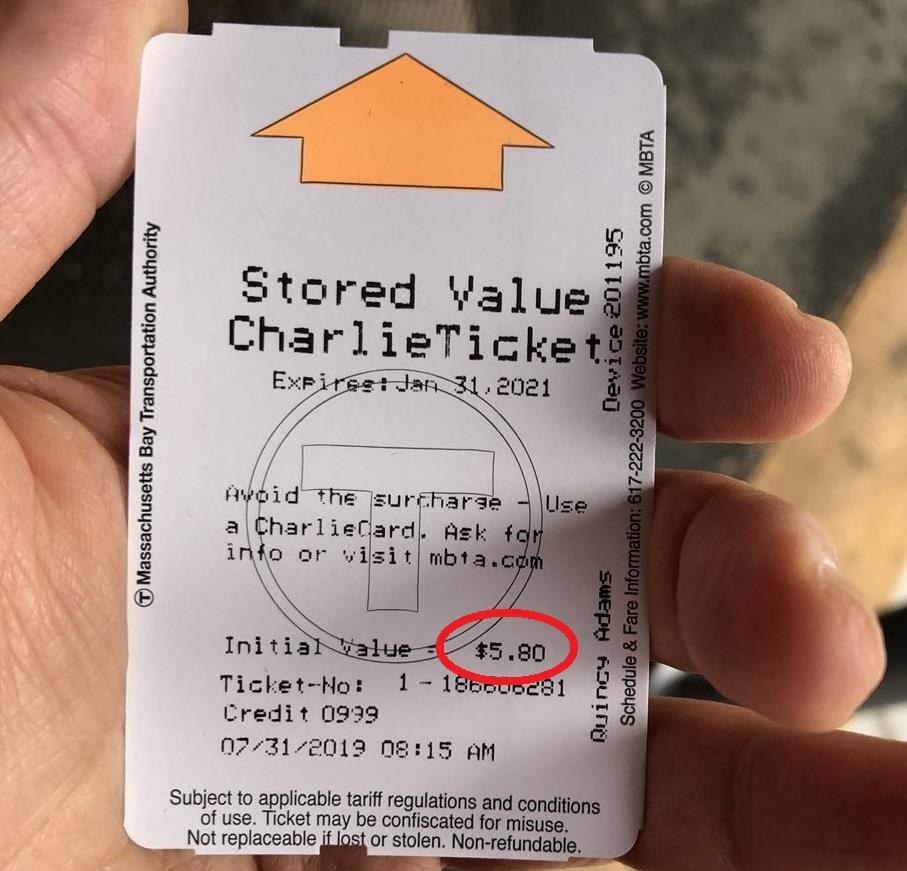 Stored Value
CharlieTicket
Expires: Jan 31, 2021
Avoid the surcharge - Use
a CharlieCard. Ask for
info or visit mbta.com
Initial Value = $5.80
Ticket-No: 1 - 186606281
Credit 0999
07/31/2019 08:15 AM
Subject to applicable tariff regulations and conditions
of use. Ticket may be confiscated for misuse.
Not replaceable if lost or stolen. Non-refundable.
T Massachusetts Bay Transportation Authority
Quincy Adams Device 201195
Schedule & Fare Information: 617-222-3200 Website: www.mbta.com © MBTA
T